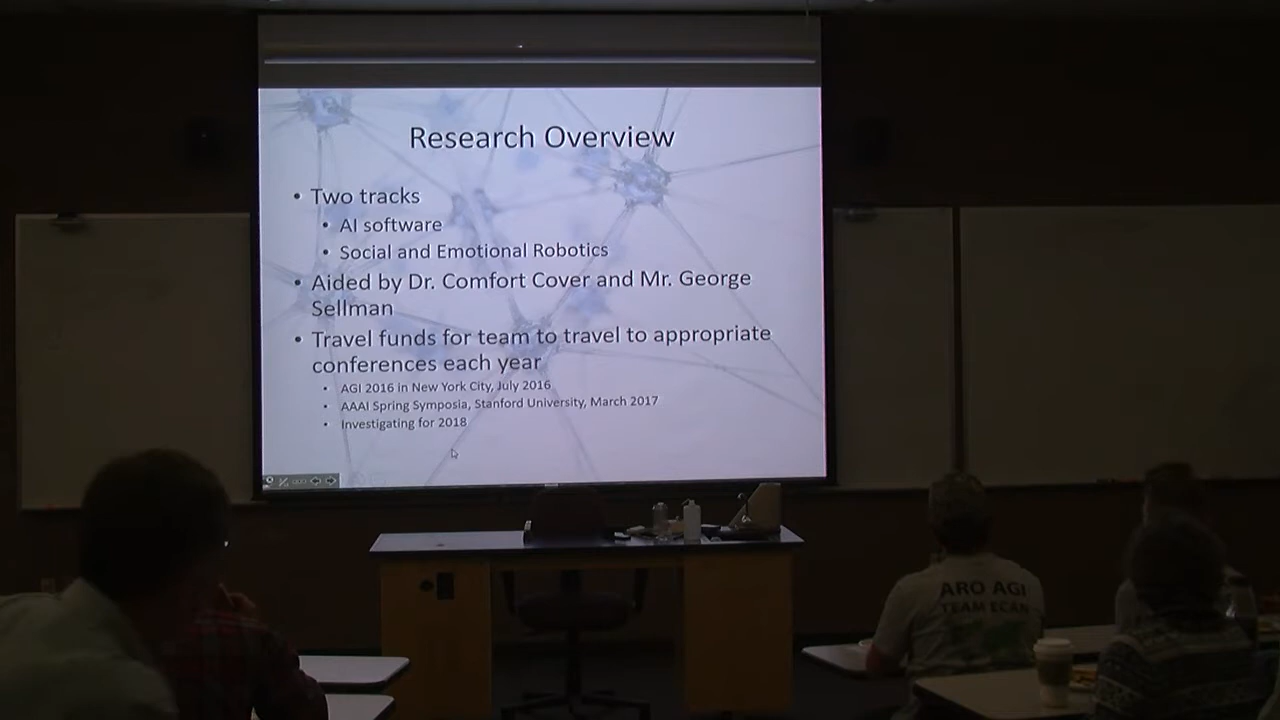 Research Overview
• Two tracks
• AI software
• Social and Emotional Robotics
• Aided by Dr. Comfort Cover and Mr. George
Sellman
• Travel funds for team to travel to appropriate
conferences each year
• AGI 2016 in New York City, July 2016
• AAAI Spring Symposia, Stanford University, March 2017
• Investigating for 2018
ARO AGI
TEAM ECAN